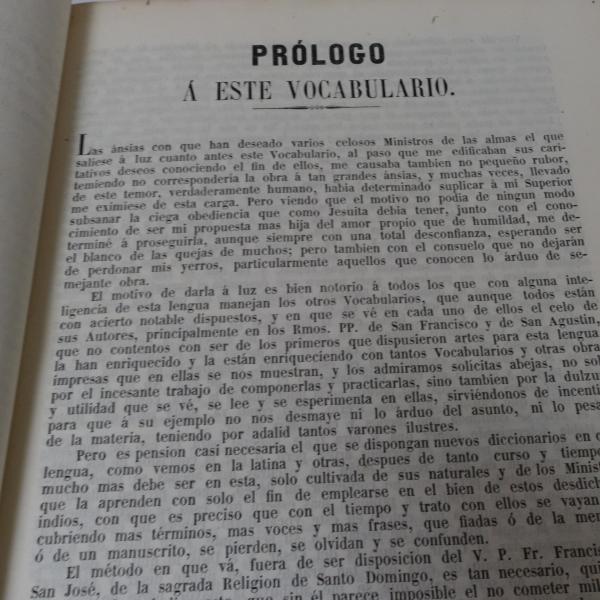 PRÓLOGO
Á ESTE VOCABULARIO.
Las ánsias con que han deseado varios celosos Ministros de las almas el que
saliese á luz cuanto antes este Vocabulario, al paso que me edificaban sus cari-
tativos deseos conociendo el fin de ellos, me causaba tambien no pequeño rubor,
temiendo no corresponderia la obra á tan grandes ánsias, y muchas veces, llevado
de este temor, verdaderamente humano, habia determinado suplicar á mi Superior
me eximiese de esta carga. Pero viendo que el motivo no podia de ningun modo
subsanar la ciega obediencia que como Jesuita debia tener, junto con el cono-
cimiento de ser mi propuesta mas hija del amor propio que de humildad, me de-
terminé á proseguirla, aunque siempre con una total desconfianza, esperando ser
el blanco de las quejas de muchos; pero tambien con el consuelo que no dejarán
de perdonar mis yerros, particularmente aquellos que conocen lo árduo de se-
mejante obra.
El motivo de darla á luz es bien notorio á todos los que con alguna inte-
ligencia de esta lengua manejan los otros Vocabularios, que aunque todos están
con acierto notable dispuestos, y en que se vé en cada uno de ellos el celo de
sus Autores, principalmente en los Rmos. PP. de San Francisco y de San Agustin,
que no contentos con ser de los primeros que dispusieron artes para esta lengua
la han enriquecido y la están enriqueciendo con tantos Vocabularios y otras obra
impresas que en ellas se nos muestran, y los admiramos solícitas abejas, no sol
por el incesante trabajo de componerlas y practicarlas, sino tambien por la dulzu
y utilidad que se vé, se lee y se esperimenta en ellas, sirviéndonos de incenti
para que á su ejemplo no nos desmaye ni lo árduo del asunto, ni lo pesa
de la materia, teniendo por adalid tantos varones ilustres.
Pero es pension casi necesaria el que se dispongan nuevos diccionarios en c
lengua, como vemos en la latina y otras, despues de tanto curso y tiempo
mucho mas debe ser en esta, solo cultivada de sus naturales y de los Minist
que la aprenden con solo el fin de emplearse en el bien de estos desdich
indios, con que es preciso que con el tiempo y trato con ellos se vayan
cubriendo mas términos, mas voces y mas frases, que fiadas ó de la mem
ó de un manuscrito, se pierden, se olvidan y se confunden.
El método en que vá, fuera de ser disposicion del V. P. Fr. Francis
San José, de la sagrada Religion de Santo Domingo, es tan necesario, qui
que sin él parece imposible el no cometer mil